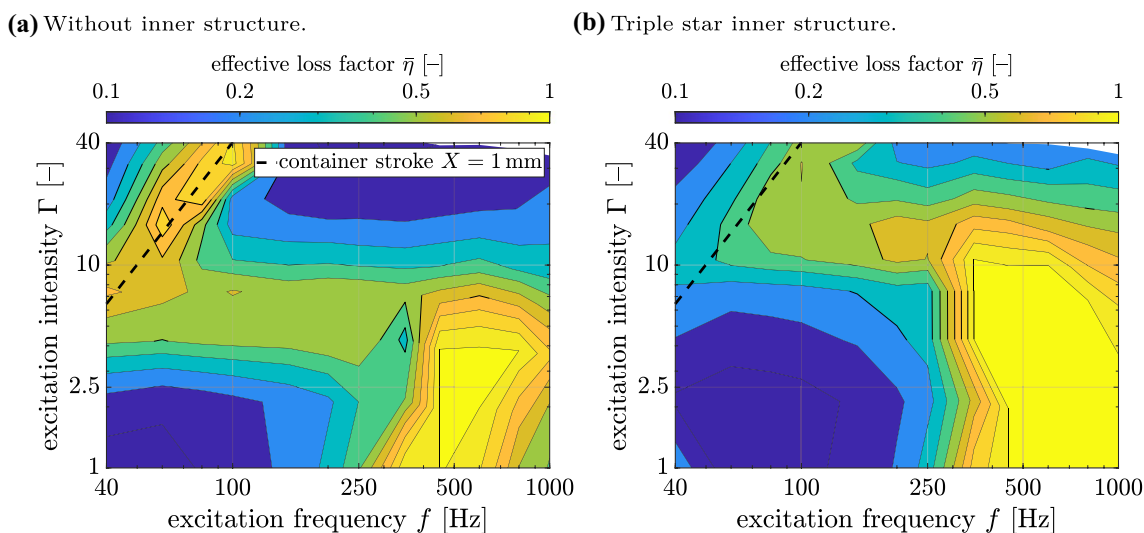 (a) Without inner structure.
effective loss factor η̄ [–]
0.1 0.2 0.5 1
40
10
2.5
1
excitation intensity Γ [–]
container stroke X = 1 mm
40 100 250 500 1000
excitation frequency f [Hz]
(b) Triple star inner structure.
effective loss factor η̄ [–]
0.1 0.2 0.5 1
40
10
2.5
1
excitation intensity Γ [–]
40 100 250 500 1000
excitation frequency f [Hz]